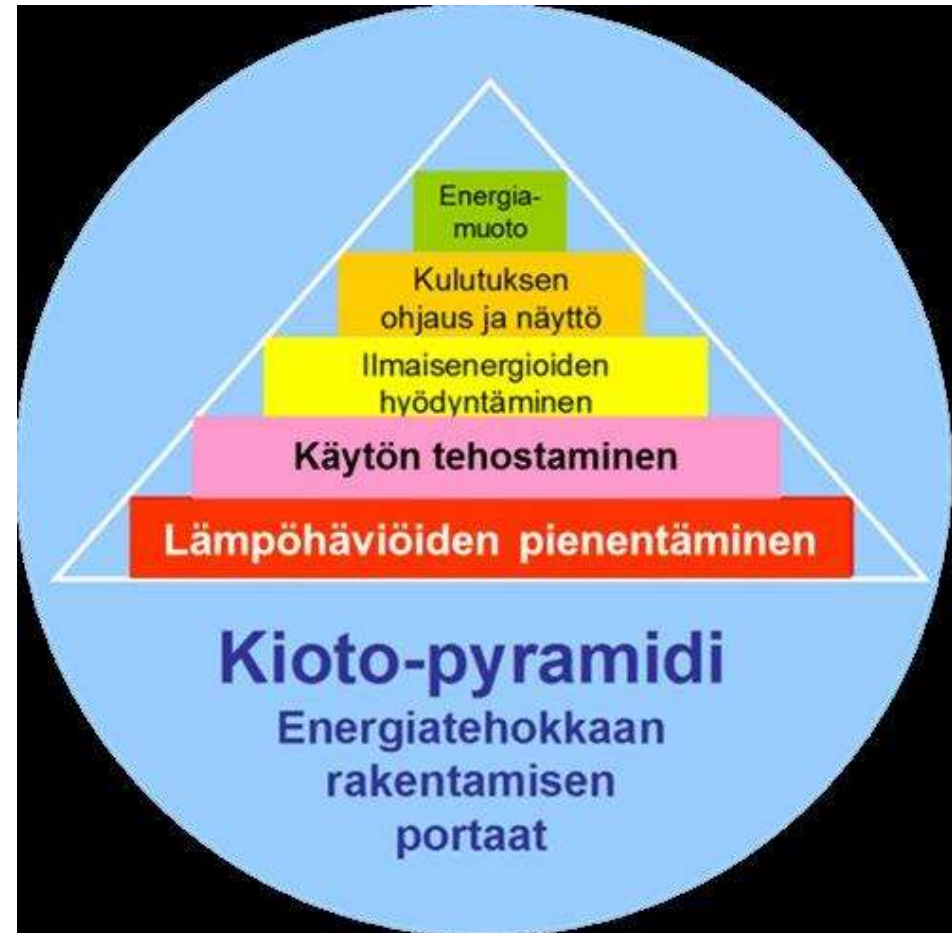 Energia-
muoto
Kulutuksen
ohjaus ja näyttö
Ilmaisenergioiden
hyödyntäminen
Käytön tehostaminen
Lämpöhäviöiden pienentäminen
Kioto-pyramidi
Energiatehokkaan
rakentamisen
portaat